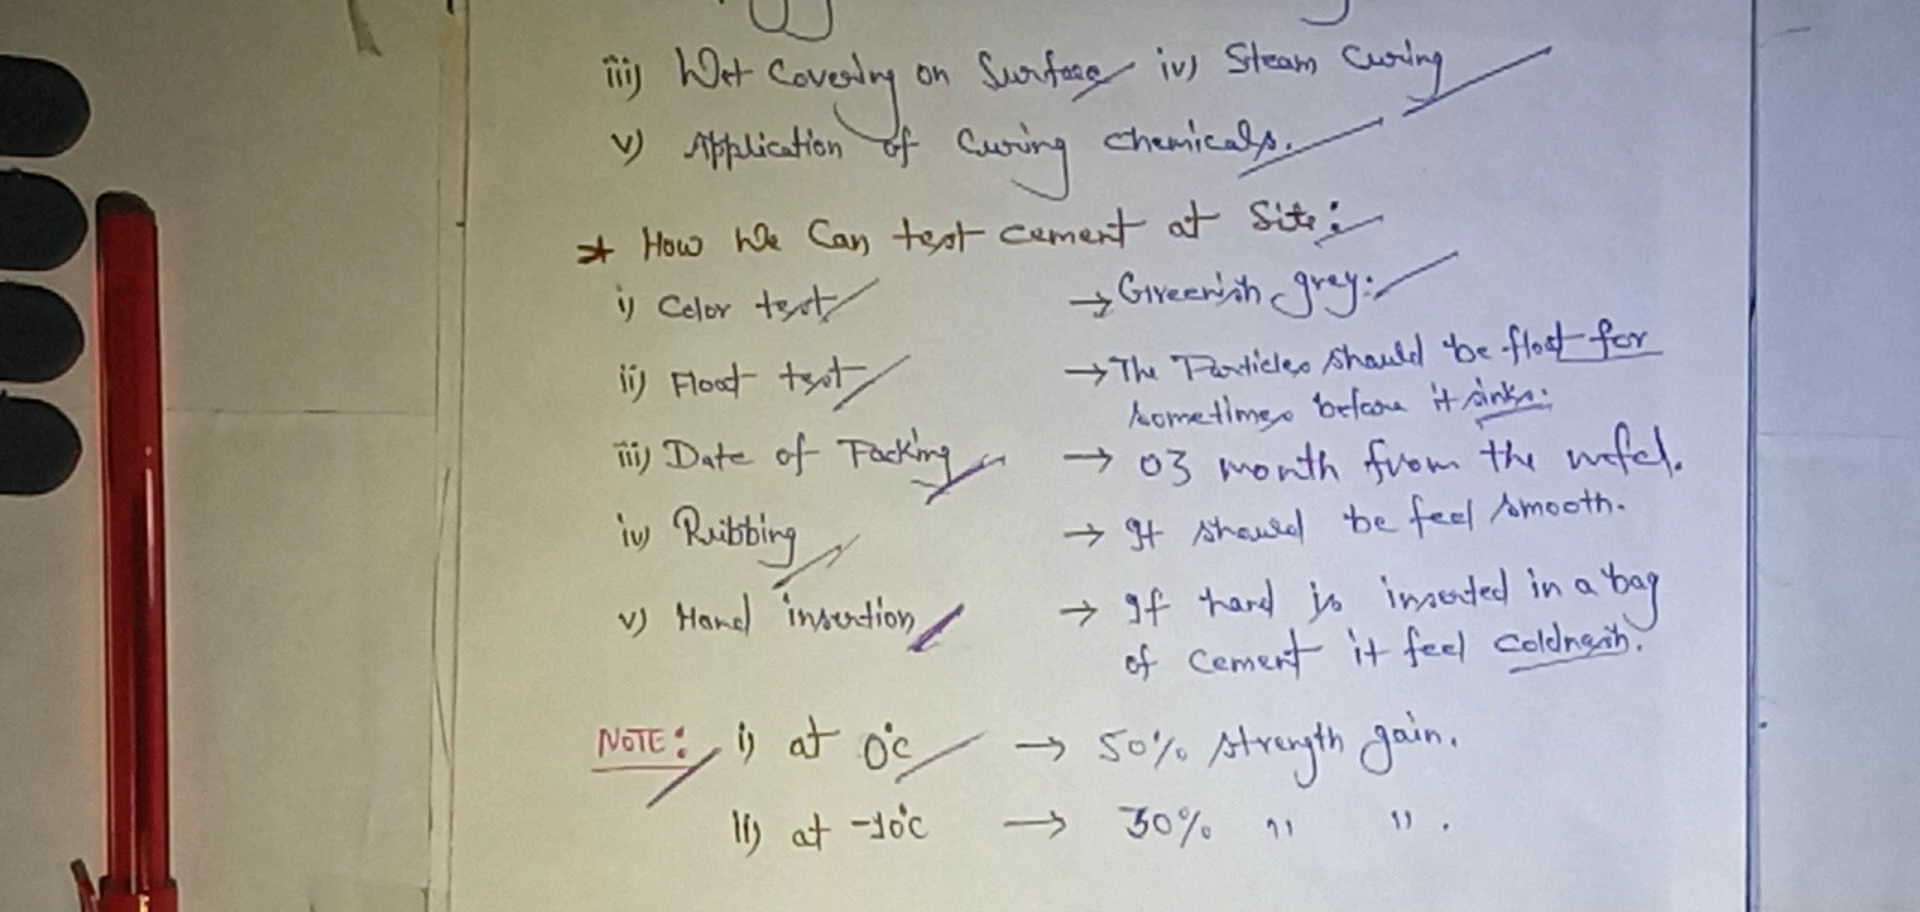 iii) Wet Covering on Surface iv) Steam Curing
v) Application of Curing Chemicals.
* How We Can test cement at Site:
i) Color test → Greenish grey.
ii) Float test → The Particles should be float for
sometimes before it sinks.
iii) Date of Packing → 03 month from the mfd.
iv) Rubbing → It should be feel smooth.
v) Hand insertion → If hand is inserted in a bag
of cement it feel coldnesh.
NOTE: i) at 0°c → 50% strength gain.
ii) at -10°c → 30% " " .